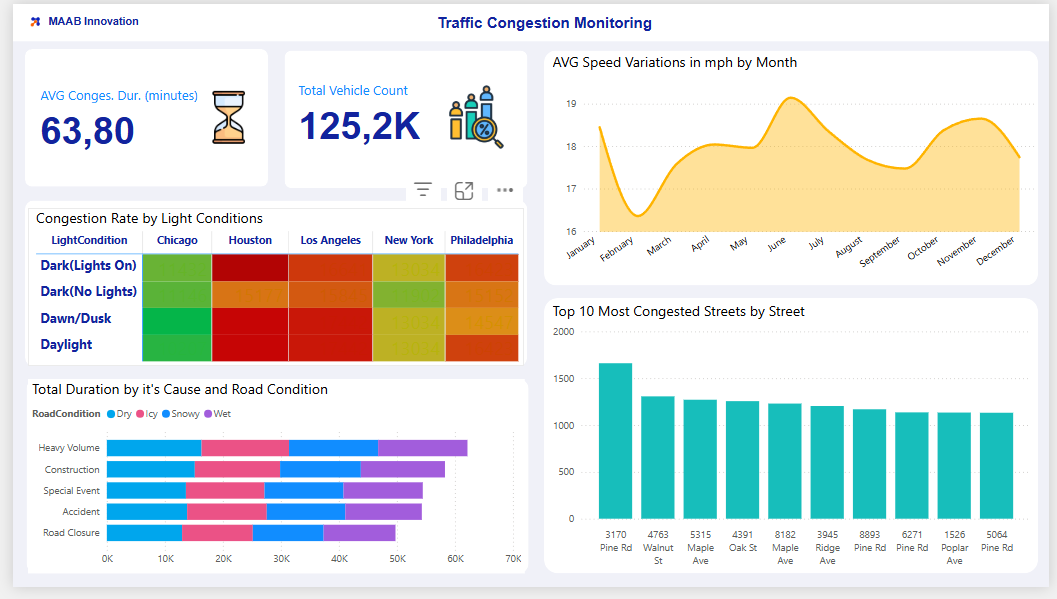 MAAB Innovation
Traffic Congestion Monitoring
AVG Conges. Dur. (minutes)
63,80
Total Vehicle Count
125,2K
AVG Speed Variations in mph by Month
19
18
17
16
January
February
March
April
May
June
July
August
September
October
November
December
Congestion Rate by Light Conditions
LightCondition Chicago Houston Los Angeles New York Philadelphia
Dark(Lights On)
Dark(No Lights)
Dawn/Dusk
Daylight
Total Duration by it's Cause and Road Condition
RoadCondition Dry Icy Snowy Wet
Heavy Volume
Construction
Special Event
Accident
Road Closure
0K 10K 20K 30K 40K 50K 60K 70K
Top 10 Most Congested Streets by Street
2000
1500
1000
500
0
3170 Pine Rd
4763 Walnut St
5315 Maple Ave
4391 Oak St
8182 Maple Ave
3945 Ridge Ave
8893 Pine Rd
6271 Pine Rd
1526 Poplar Ave
5064 Pine Rd